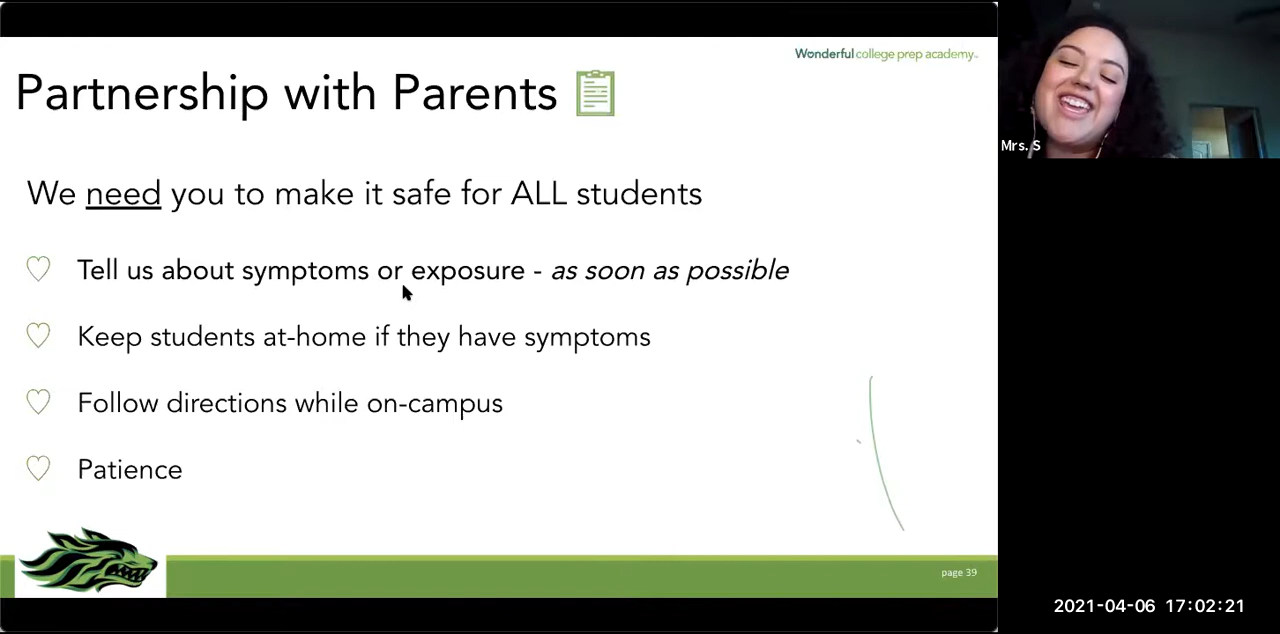 Wonderful college prep academy
Partnership with Parents
We need you to make it safe for ALL students
Tell us about symptoms or exposure - as soon as possible
Keep students at-home if they have symptoms
Follow directions while on-campus
Patience
page 39
Mrs. S
2021-04-06 17:02:21